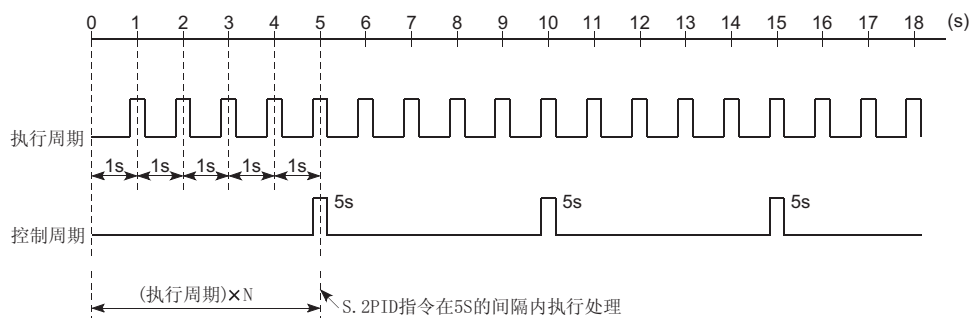 0 1 2 3 4 5 6 7 8 9 10 11 12 13 14 15 16 17 18 (s)
执行周期
1s 1s 1s 1s 1s
5s 5s 5s
控制周期
(执行周期)×N
S.2PID指令在5S的间隔内执行处理